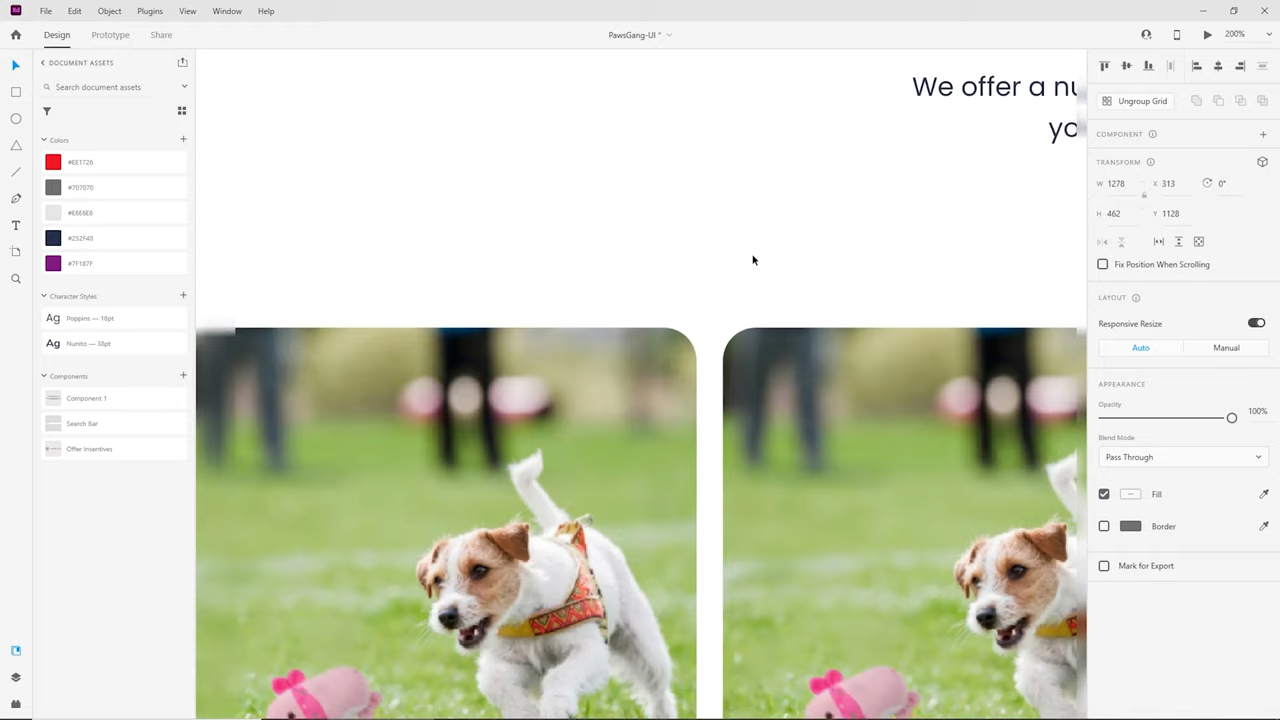 Xd File Edit Object Plugins View Window Help
Design Prototype Share PawsGang-UI * 200%
DOCUMENT ASSETS
Search document assets
Colors
#EE1726
#707070
#E6E6E6
#252F48
#7F187F
Character Styles
Ag Poppins — 16pt
Ag Nunito — 36pt
Components
Component 1
Search Bar
Offer Insentives
We offer a nu
yo
Ungroup Grid
COMPONENT
TRANSFORM
W 1278 X 313 0°
H 462 Y 1128
Fix Position When Scrolling
LAYOUT
Responsive Resize
Auto Manual
APPEARANCE
Opacity
100%
Blend Mode
Pass Through
Fill
Border
Mark for Export